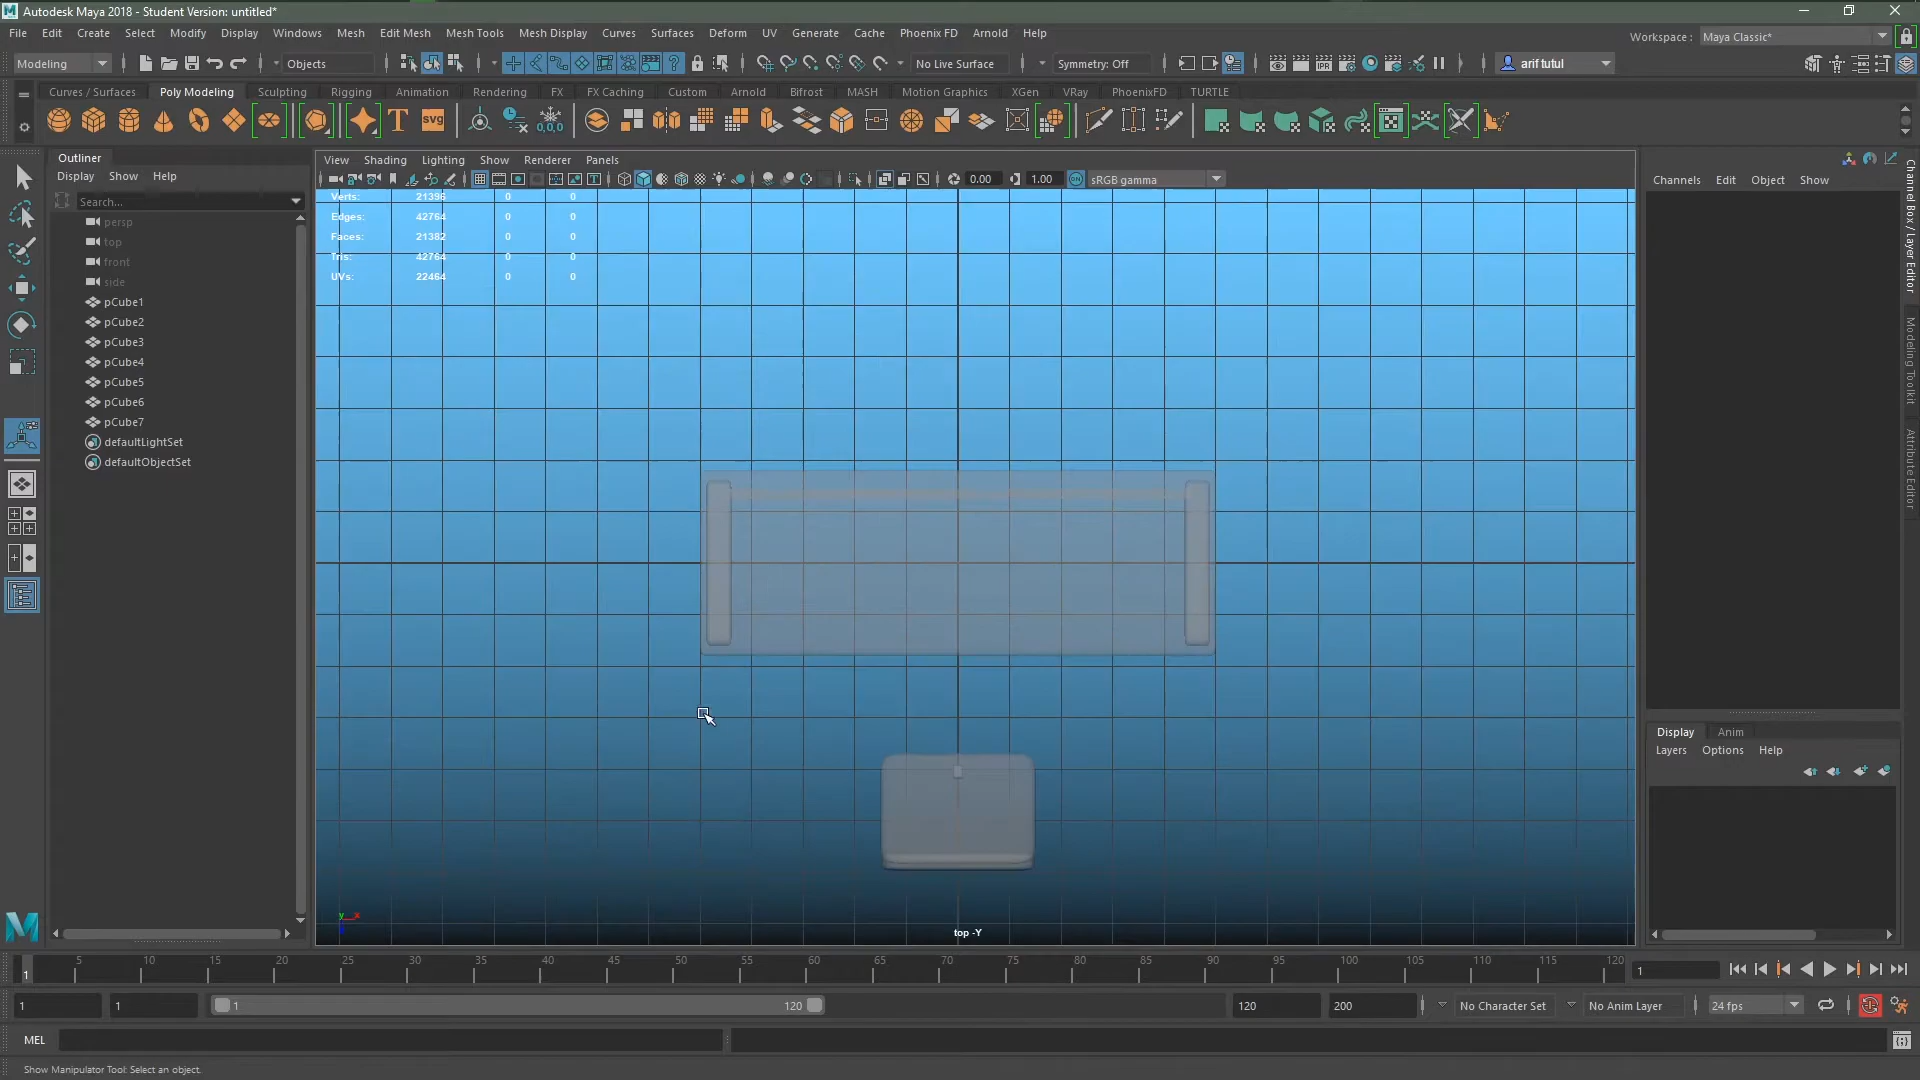 Autodesk Maya 2018 - Student Version: untitled*
File Edit Create Select Modify Display Windows Mesh Edit Mesh Mesh Tools Mesh Display Curves Surfaces Deform UV Generate Cache Phoenix FD Arnold Help
Workspace : Maya Classic*
Modeling Objects No Live Surface Symmetry: Off arif tutul
Curves / Surfaces Poly Modeling Sculpting Rigging Animation Rendering FX FX Caching Custom Arnold Bifrost MASH Motion Graphics XGen VRay PhoenixFD TURTLE
T svg 0,0,0
Outliner
Display Show Help
Search...
persp
top
front
side
pCube1
pCube2
pCube3
pCube4
pCube5
pCube6
pCube7
defaultLightSet
defaultObjectSet
View Shading Lighting Show Renderer Panels
0.00 1.00 ON sRGB gamma
Verts: 21396 0 0
Edges: 42764 0 0
Faces: 21382 0 0
Tris: 42764 0 0
UVs: 22464 0 0
y x
top -Y
Channels Edit Object Show
Channel Box / Layer Editor
Modeling Toolkit
Attribute Editor
Display Anim
Layers Options Help
5 10 15 20 25 30 35 40 45 50 55 60 65 70 75 80 85 90 95 100 105 110 115 120
1 1
1 1 1 120 120 200 No Character Set No Anim Layer 24 fps
MEL
Show Manipulator Tool: Select an object.